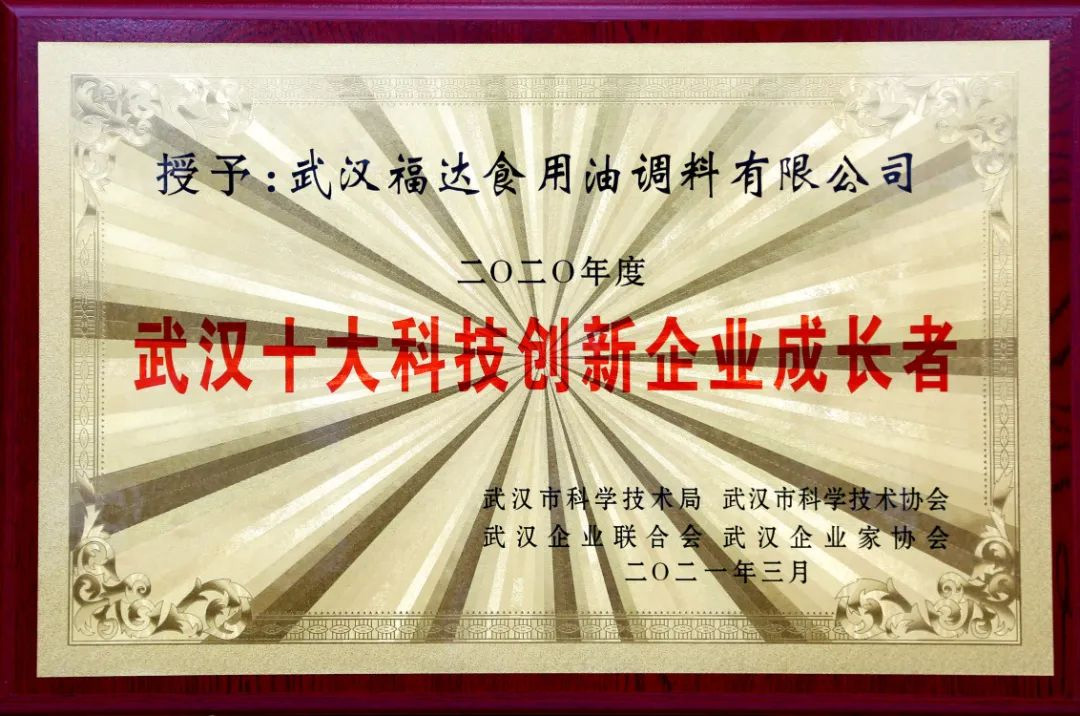 授予:武汉福达食用油调料有限公司
二〇二〇年度
武汉十大科技创新企业成长者
武汉市科学技术局 武汉市科学技术协会
武汉企业联合会 武汉企业家协会
二〇二一年三月